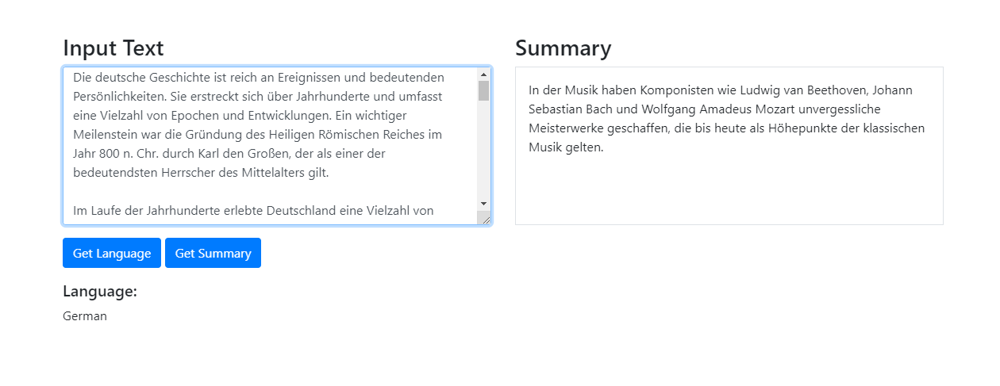 Input Text
Die deutsche Geschichte ist reich an Ereignissen und bedeutenden
Persönlichkeiten. Sie erstreckt sich über Jahrhunderte und umfasst
eine Vielzahl von Epochen und Entwicklungen. Ein wichtiger
Meilenstein war die Gründung des Heiligen Römischen Reiches im
Jahr 800 n. Chr. durch Karl den Großen, der als einer der
bedeutendsten Herrscher des Mittelalters gilt.
Im Laufe der Jahrhunderte erlebte Deutschland eine Vielzahl von
Get Language
Get Summary
Language:
German
Summary
In der Musik haben Komponisten wie Ludwig van Beethoven, Johann
Sebastian Bach und Wolfgang Amadeus Mozart unvergessliche
Meisterwerke geschaffen, die bis heute als Höhepunkte der klassischen
Musik gelten.